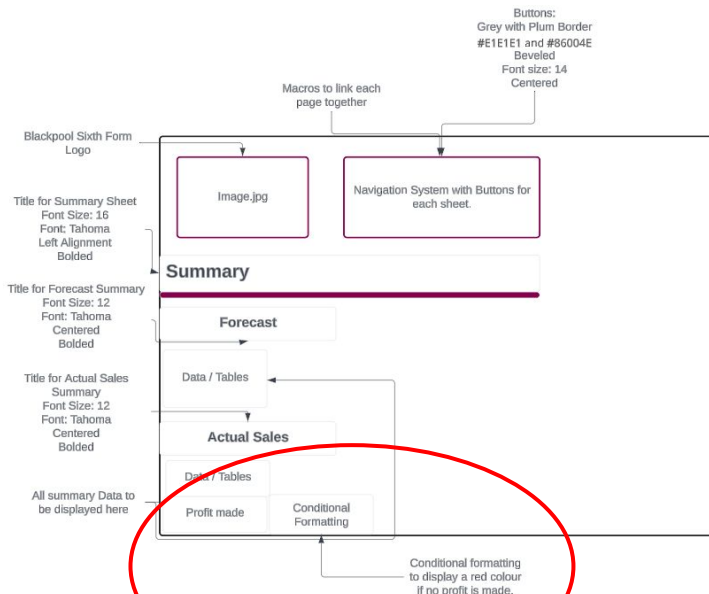 Buttons:
Grey with Plum Border
#E1E1E1 and #86004E
Beveled
Font size: 14
Centered
Macros to link each
page together
Blackpool Sixth Form
Logo
Image.jpg
Navigation System with Buttons for
each sheet.
Title for Summary Sheet
Font Size: 16
Font: Tahoma
Left Alignment
Bolded
Summary
Title for Forecast Summary
Font Size: 12
Font: Tahoma
Centered
Bolded
Forecast
Data / Tables
Title for Actual Sales
Summary
Font Size: 12
Font: Tahoma
Centered
Bolded
Actual Sales
Data / Tables
All summary Data to
be displayed here
Profit made
Conditional
Formatting
Conditional formatting
to display a red colour
if no profit is made.